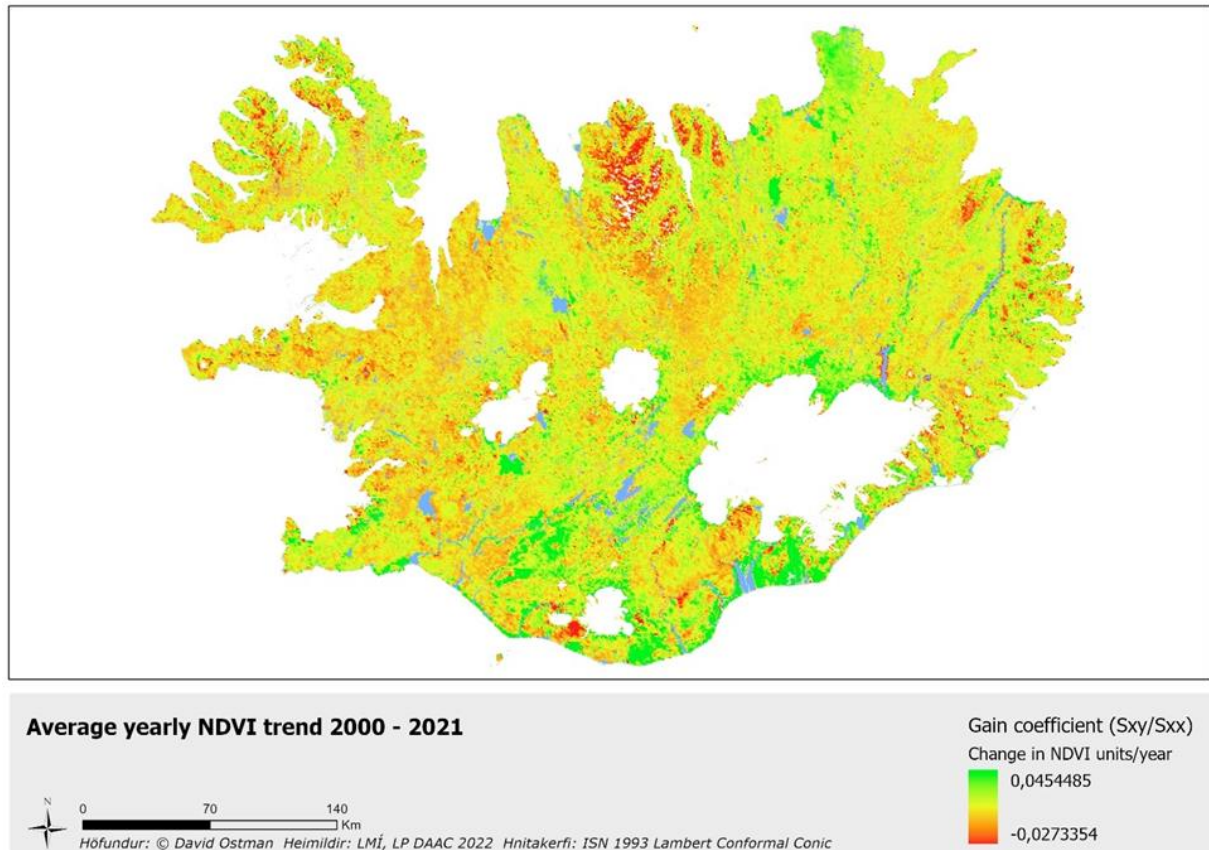 Average yearly NDVI trend 2000 - 2021
Gain coefficient (Sxy/Sxx)
Change in NDVI units/year
0,0454485
-0,0273354
N
0 70 140
Km
Höfundur: © David Ostman Heimildir: LMÍ, LP DAAC 2022 Hnitakerfi: ISN 1993 Lambert Conformal Conic